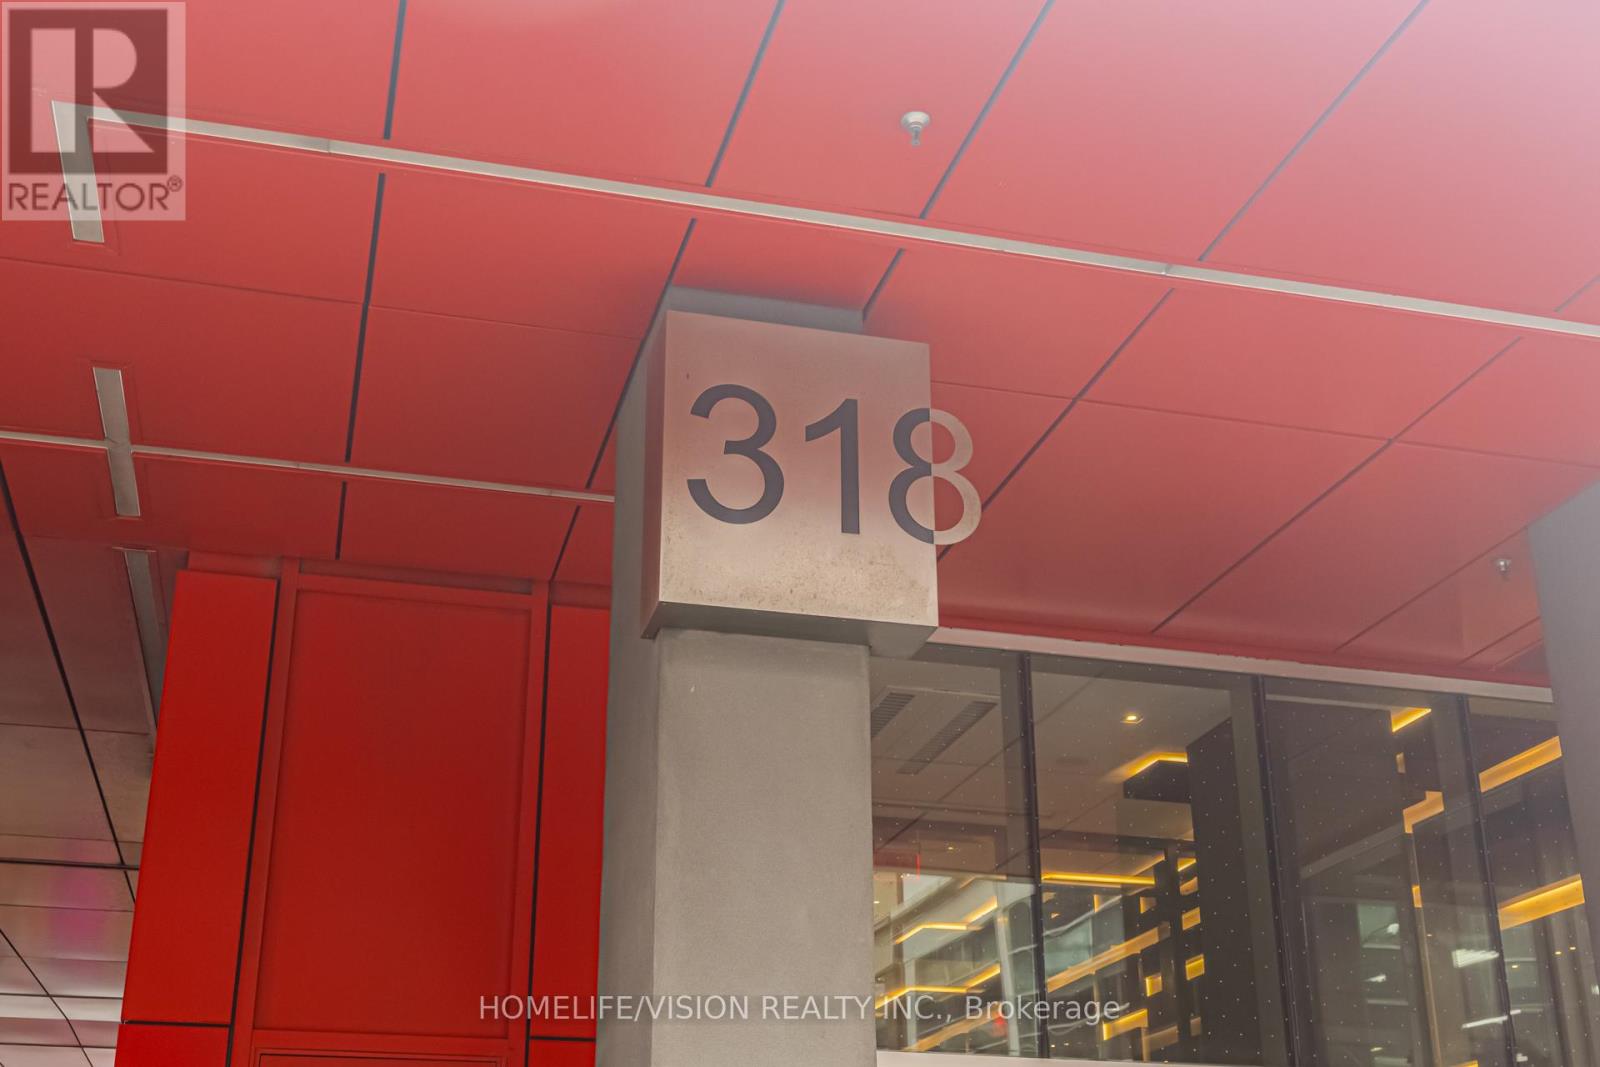 R
REALTOR®
318
HOMELIFE/VISION REALTY INC., Brokerage